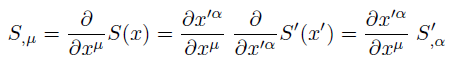 S_{,\mu} = \frac{\partial}{\partial x^{\mu}} S(x) = \frac{\partial x'^{\alpha}}{\partial x^{\mu}} \frac{\partial}{\partial x'^{\alpha}} S'(x') = \frac{\partial x'^{\alpha}}{\partial x^{\mu}} S'_{,\alpha}